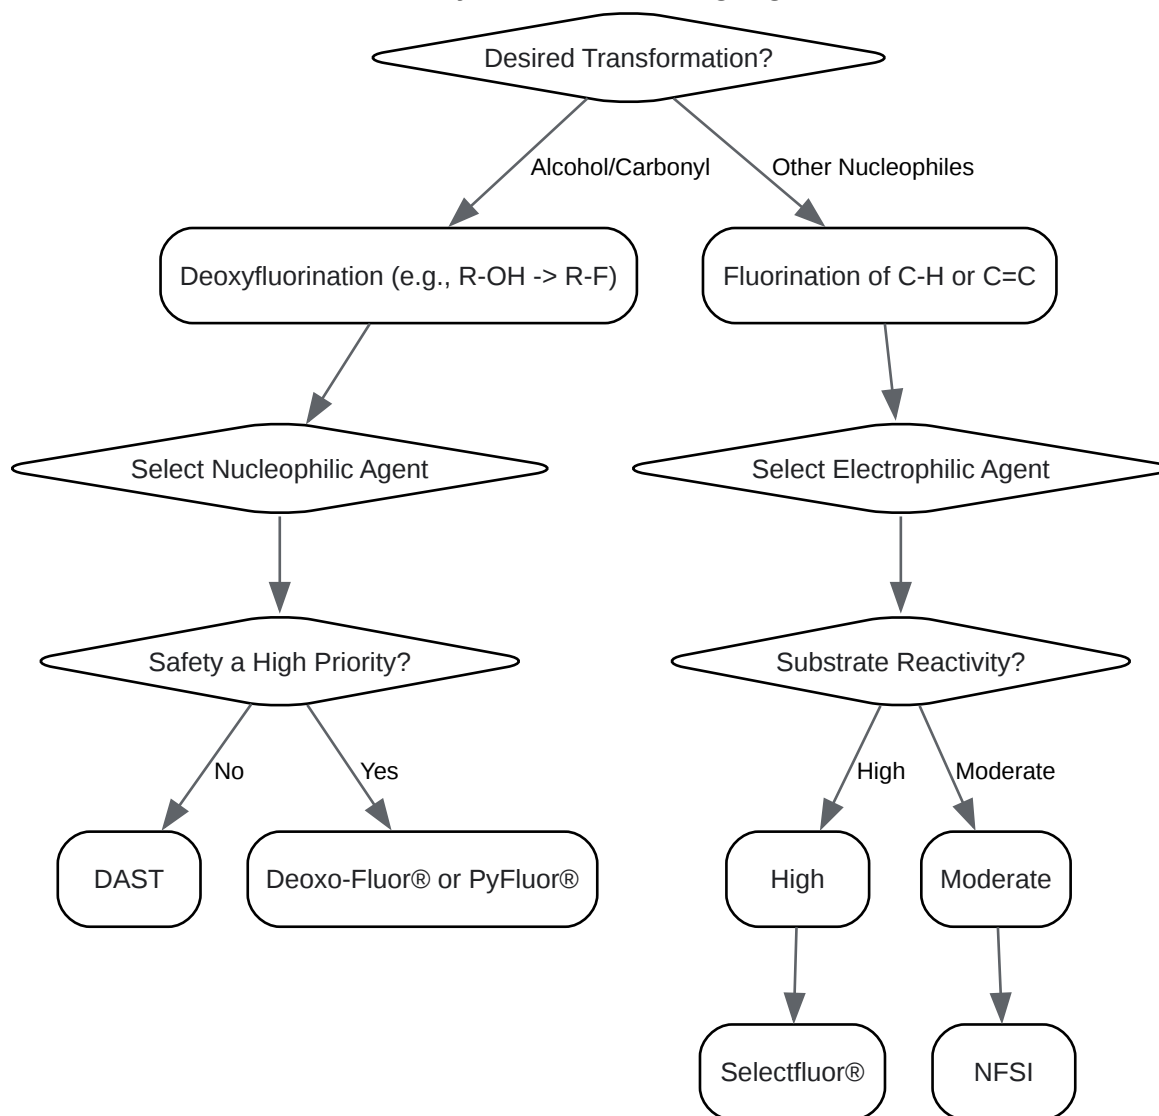 Desired Transformation?
Alcohol/Carbonyl
Other Nucleophiles
Deoxyfluorination (e.g., R-OH -> R-F)
Fluorination of C-H or C=C
Select Nucleophilic Agent
Select Electrophilic Agent
Safety a High Priority?
Substrate Reactivity?
No
Yes
High
Moderate
DAST
Deoxo-Fluor® or PyFluor®
High
Moderate
Selectfluor®
NFSI